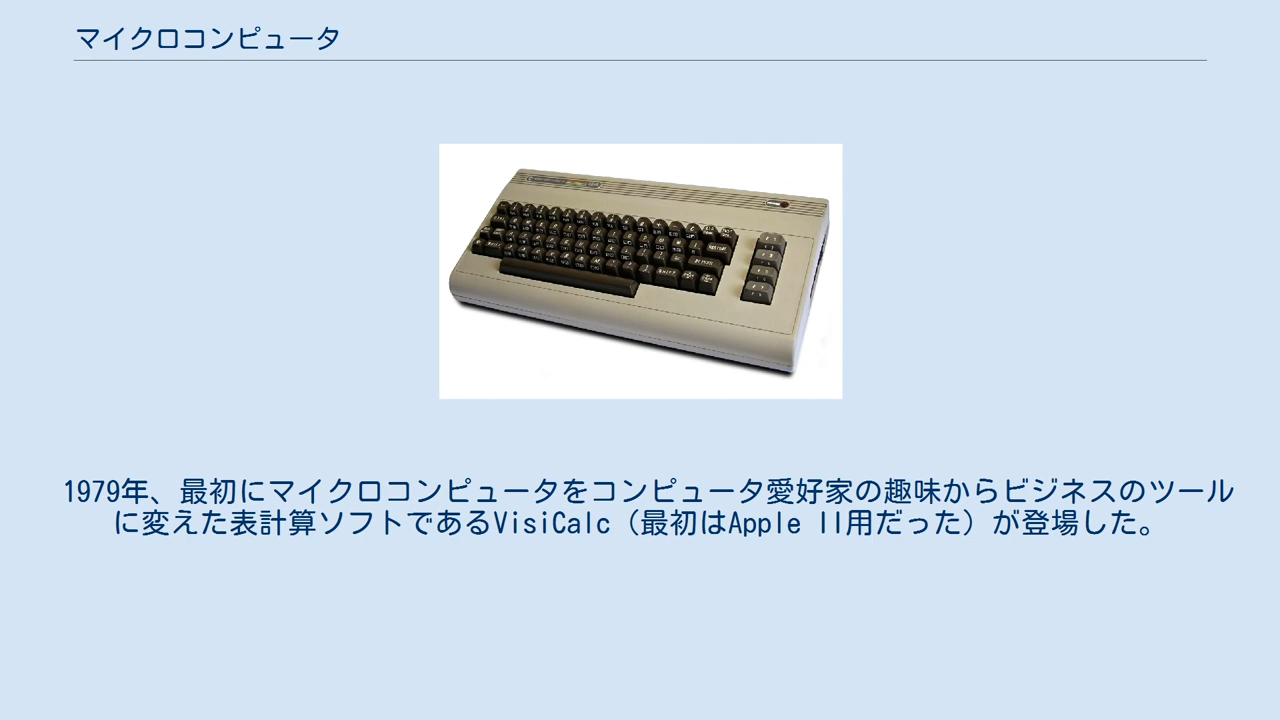 マイクロコンピュータ
1979年、最初にマイクロコンピュータをコンピュータ愛好家の趣味からビジネスのツール
に変えた表計算ソフトであるVisiCalc（最初はApple II用だった）が登場した。